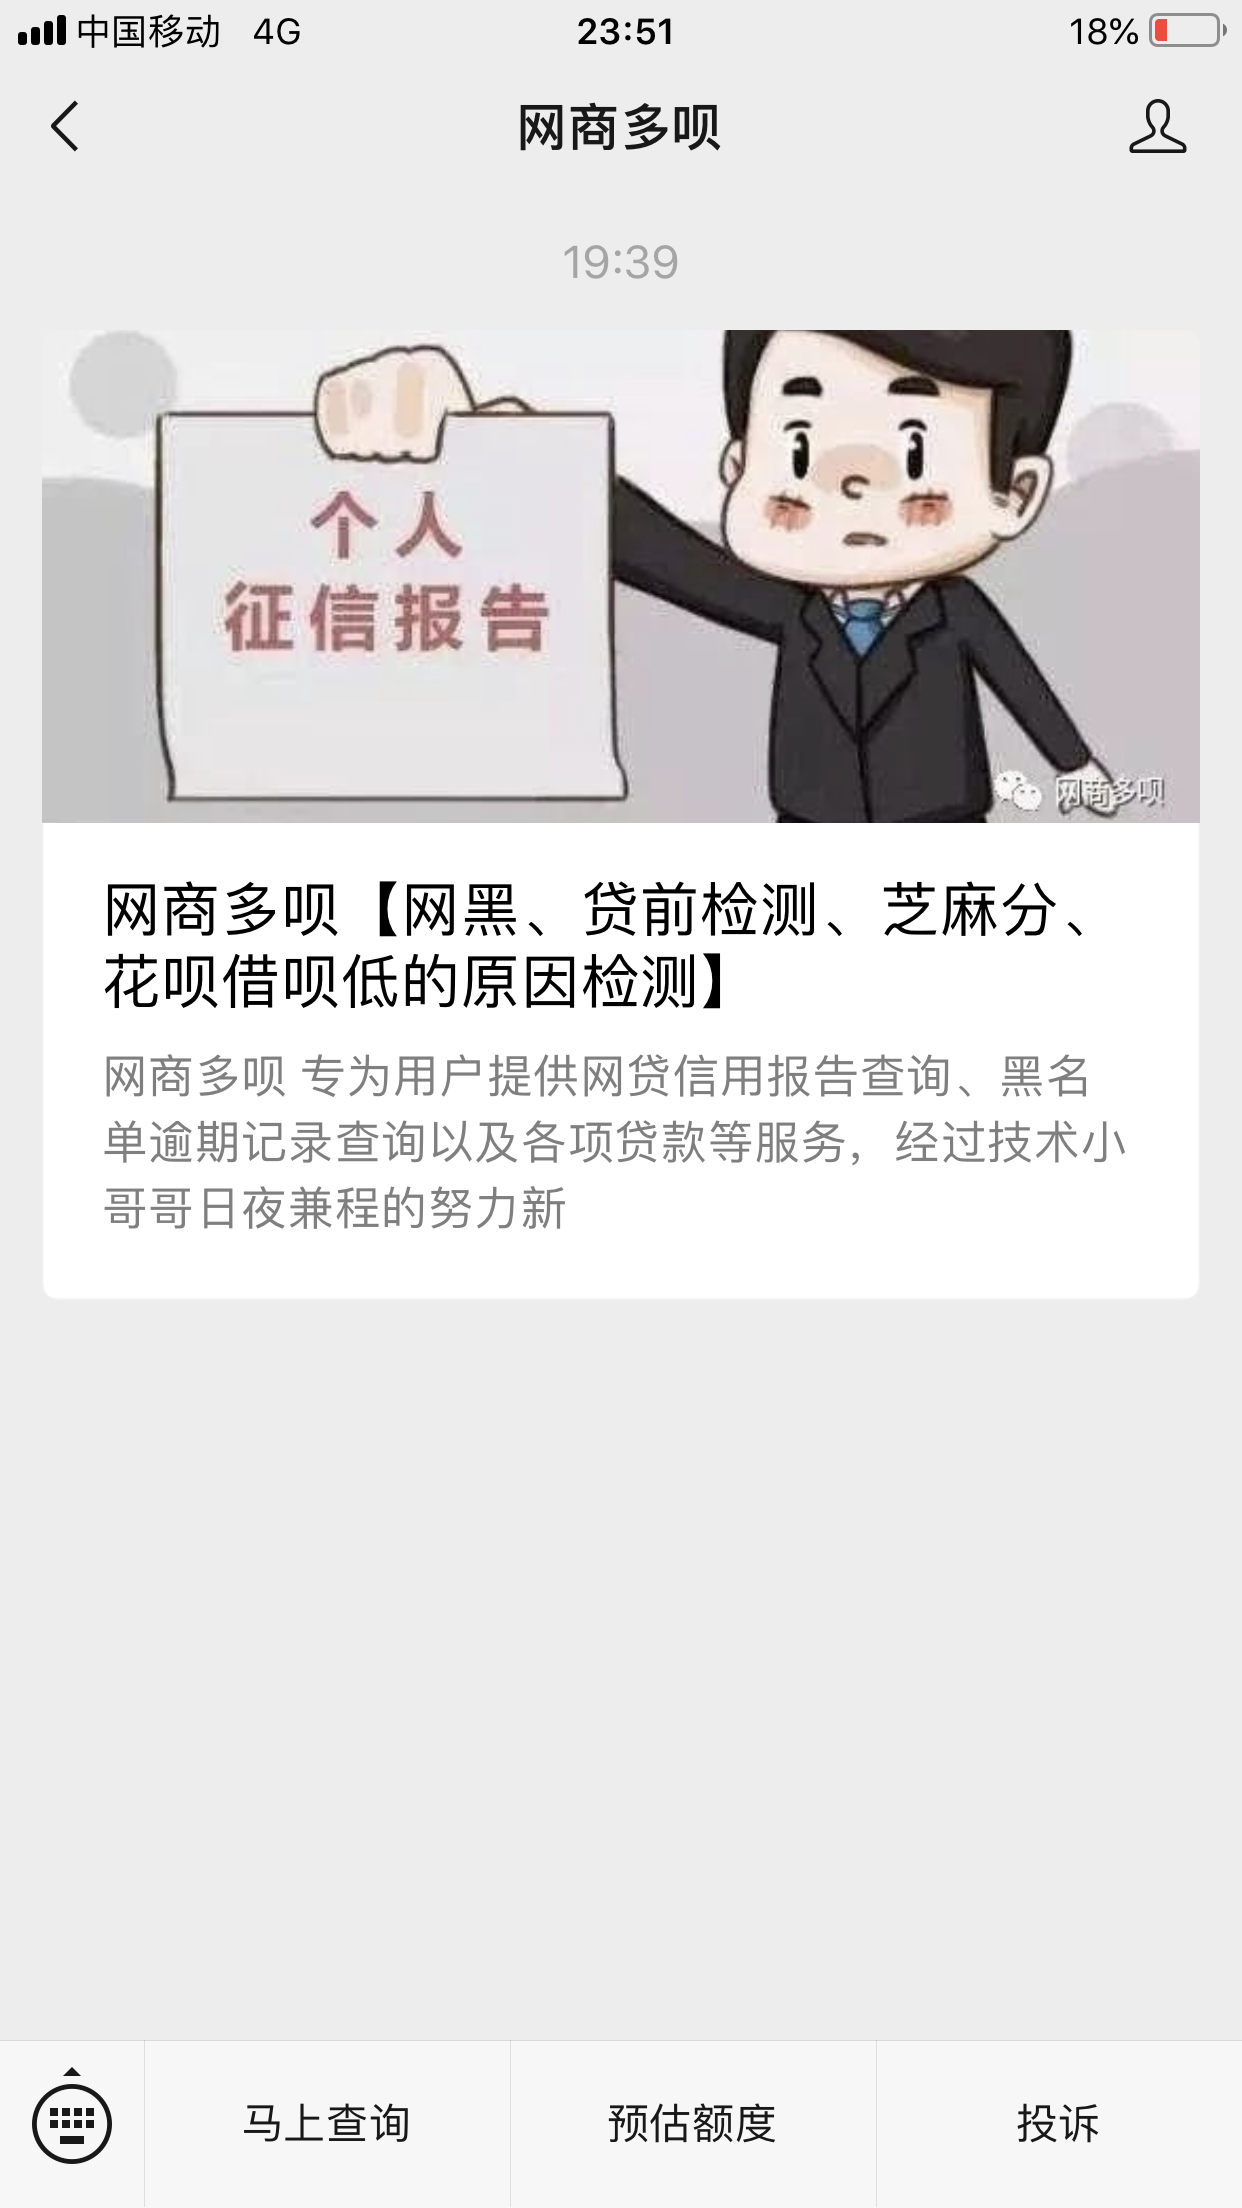 中国移动 4G 23:51 18%
网商多呗
19:39
个人
征信报告
网商多呗
网商多呗【网黑、贷前检测、芝麻分、
花呗借呗低的原因检测】
网商多呗 专为用户提供网贷信用报告查询、黑名
单逾期记录查询以及各项贷款等服务，经过技术小
哥哥日夜兼程的努力新
马上查询 预估额度 投诉